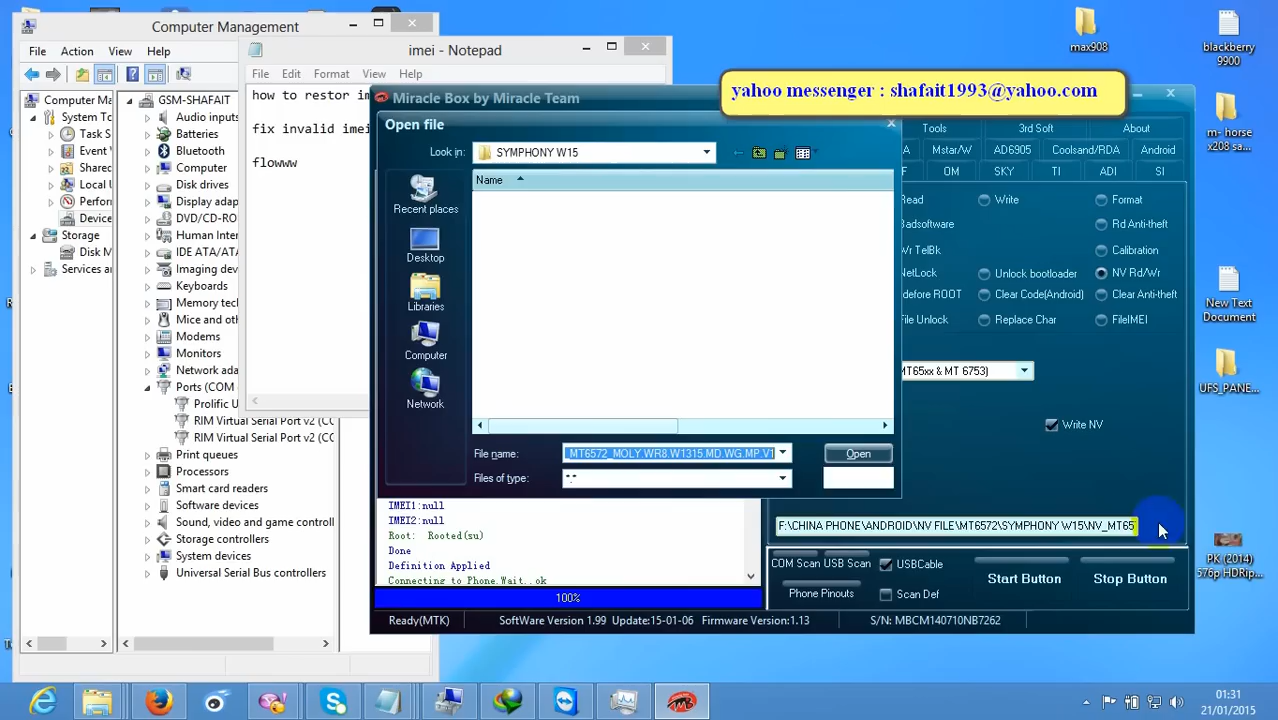 Computer Management
File Action View Help
Computer Ma
System To
Task S
Shared
Local U
Perfor
Device
Storage
Disk M
Services a
GSM-SHAFAIT
Audio inputs
Batteries
Bluetooth
Computer
Disk drives
Display adap
DVD/CD-RO
Human Inter
IDE ATA/ATA
Imaging dev
Keyboards
Memory tec
Mice and oth
Modems
Monitors
Network ada
Ports (COM
Prolific U
RIM Virtual Serial Port v2 (CO
RIM Virtual Serial Port v2 (CO
Print queues
Processors
Smart card readers
Software devices
Sound, video and game controll
Storage controllers
System devices
Universal Serial Bus controllers
imei - Notepad
File Edit Format View Help
how to restor im
fix invalid imei
flowww
yahoo messenger : shafait1993@yahoo.com
Miracle Box by Miracle Team
Open file
Look in: SYMPHONY W15
Name
Recent places
Desktop
Libraries
Computer
Network
File name: _MT6572_MOLY.WR8.W1315.MD.WG.MP.V1 Open
Files of type: *.*
Tools 3rd Soft About
A Mstar/W AD6905 Coolsand/RDA Android
F OM SKY TI ADI SI
Read Write Format
Badsoftware Rd Anti-theft
Wr TelBk Calibration
NetLock Unlock bootloader NV Rd/Wr
defore ROOT Clear Code(Android) Clear Anti-theft
File Unlock Replace Char FileIMEI
MT65xx & MT 6753)
Write NV
F:\CHINA PHONE\ANDROID\NV FILE\MT6572\SYMPHONY W15\NV_MT65
IMEI1:null
IMEI2:null
Root: Rooted(su)
Done
Definition Applied
Connecting to Phone.Wait..ok
100%
COM Scan USB Scan USBCable
Phone Pinouts Scan Def
Start Button Stop Button
Ready(MTK) SoftWare Version 1.99 Update:15-01-06 Firmware Version:1.13 S/N: MBCM140710NB7262
max908
blackberry
9900
m- horse
x208 sa...
New Text
Document
UFS_PANE...
PK (2014)
576p HDRip...
01:31
21/01/2015